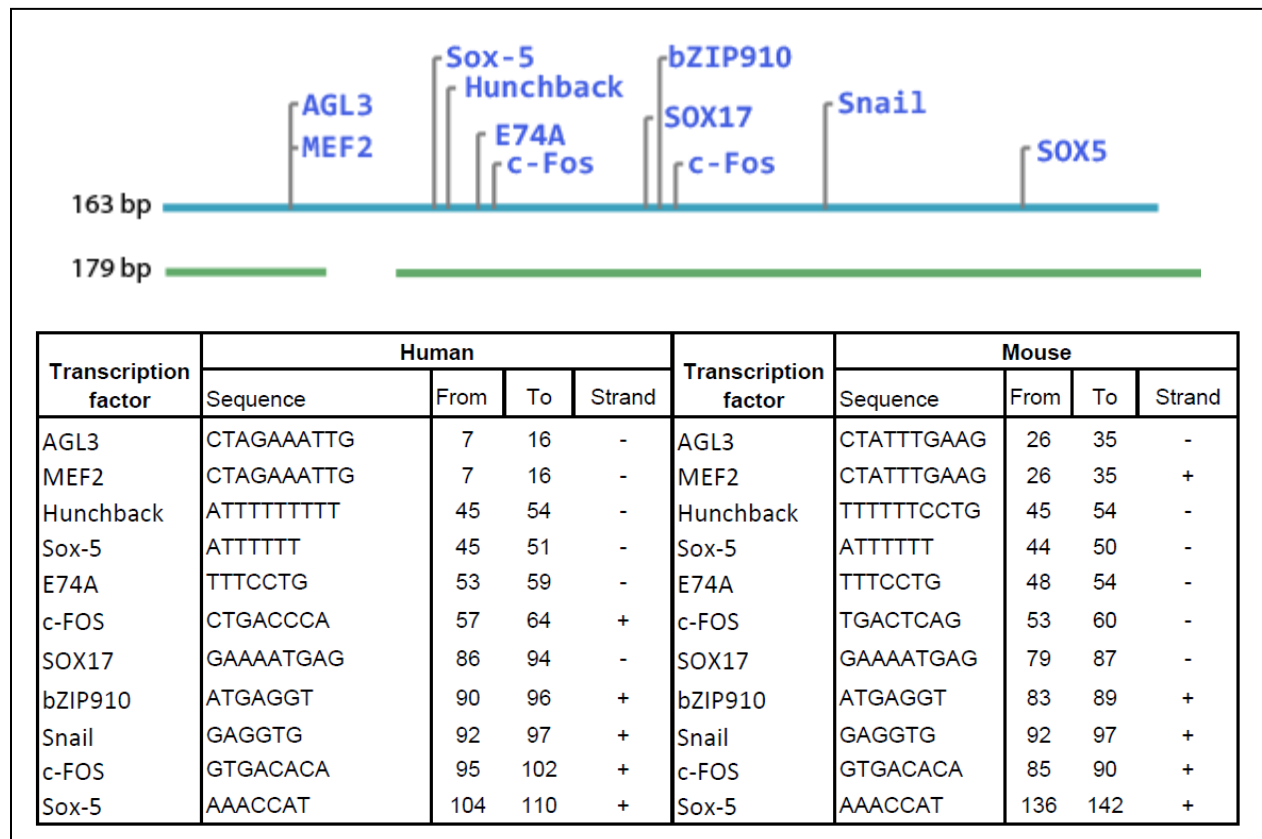 Sox-5
bZIP910
Hunchback
AGL3
Snail
SOX17
E74A
MEF2
SOX5
c-Fos
c-Fos
163 bp
179 bp
Transcription factor Human Transcription factor Mouse
Sequence From To Strand Sequence From To Strand
AGL3 CTAGAAATTG 7 16 - AGL3 CTATTTGAAG 26 35 -
MEF2 CTAGAAATTG 7 16 - MEF2 CTATTTGAAG 26 35 +
Hunchback ATTTTTTTTT 45 54 - Hunchback TTTTTTCCTG 45 54 -
Sox-5 ATTTTTT 45 51 - Sox-5 ATTTTTT 44 50 -
E74A TTTCCTG 53 59 - E74A TTTCCTG 48 54 -
c-FOS CTGACCCA 57 64 + c-FOS TGACTCAG 53 60 -
SOX17 GAAAATGAG 86 94 - SOX17 GAAAATGAG 79 87 -
bZIP910 ATGAGGT 90 96 + bZIP910 ATGAGGT 83 89 +
Snail GAGGTG 92 97 + Snail GAGGTG 92 97 +
c-FOS GTGACACA 95 102 + c-FOS GTGACACA 85 90 +
Sox-5 AAACCAT 104 110 + Sox-5 AAACCAT 136 142 +